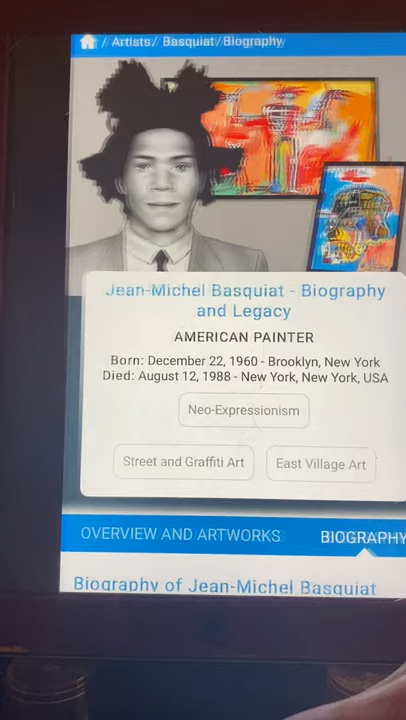 / Artists / Basquiat / Biography
Jean-Michel Basquiat - Biography
and Legacy
AMERICAN PAINTER
Born: December 22, 1960 - Brooklyn, New York
Died: August 12, 1988 - New York, New York, USA
Neo-Expressionism
Street and Graffiti Art
East Village Art
OVERVIEW AND ARTWORKS
BIOGRAPHY
Biography of Jean-Michel Basquiat